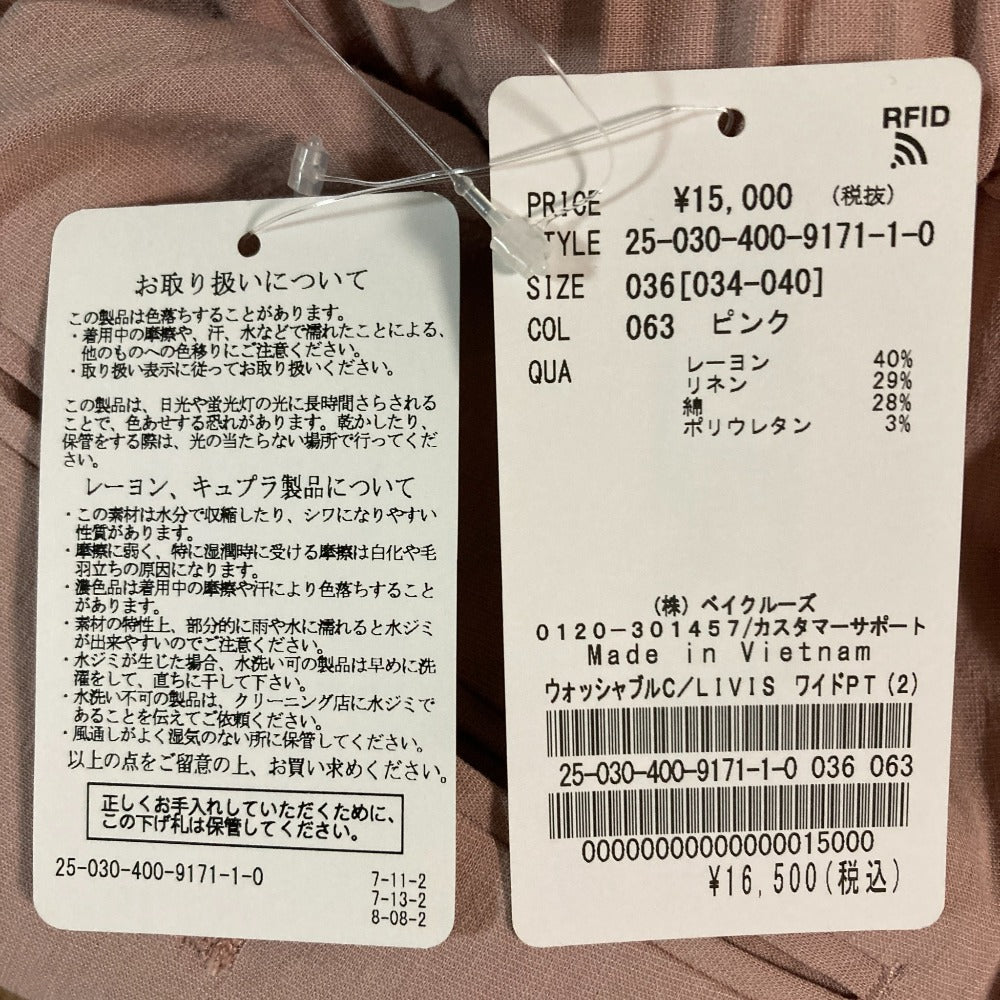 お取り扱いについて
この製品は色落ちすることがあります。
・着用中の摩擦や、汗、水などで濡れたことによる、
他のものへの色移りにご注意ください。
・取り扱い表示に従ってお取り扱いください。
この製品は、日光や蛍光灯の光に長時間さらされる
ことで、色あせする恐れがあります。乾かしたり、
保管をする際は、光の当たらない場所で行ってくだ
さい。
レーヨン、キュプラ製品について
・この素材は水分で収縮したり、シワになりやすい
性質があります。
・摩擦に弱く、特に湿潤時に受ける摩擦は白化や毛
羽立ちの原因になります。
・濃色品は着用中の摩擦や汗により色落ちすること
があります。
・素材の特性上、部分的に雨や水に濡れると水ジミ
が出来やすいのでご注意ください。
・水ジミが生じた場合、水洗い可の製品は早めに洗
濯をして、直ちに干して下さい。
・水洗い不可の製品は、クリーニング店に水ジミで
あることを伝えてご依頼ください。
・風通しがよく湿気のない所に保管してください。
以上の点をご留意の上、お買い求めください。
正しくお手入れしていただくために、
この下げ札は保管してください。
25-030-400-9171-1-0
7-11-2
7-13-2
8-08-2
RFID
PRICE ¥15,000 (税抜)
STYLE 25-030-400-9171-1-0
SIZE 036[034-040]
COL 063 ピンク
QUA レーヨン 40%
リネン 29%
綿 28%
ポリウレタン 3%
(株) ベイクルーズ
0120-301457/カスタマーサポート
Made in Vietnam
ウォッシャブルC/LIVIS ワイドPT(2)
25-030-400-9171-1-0 036 063
00000000000000015000
¥16,500(税込)